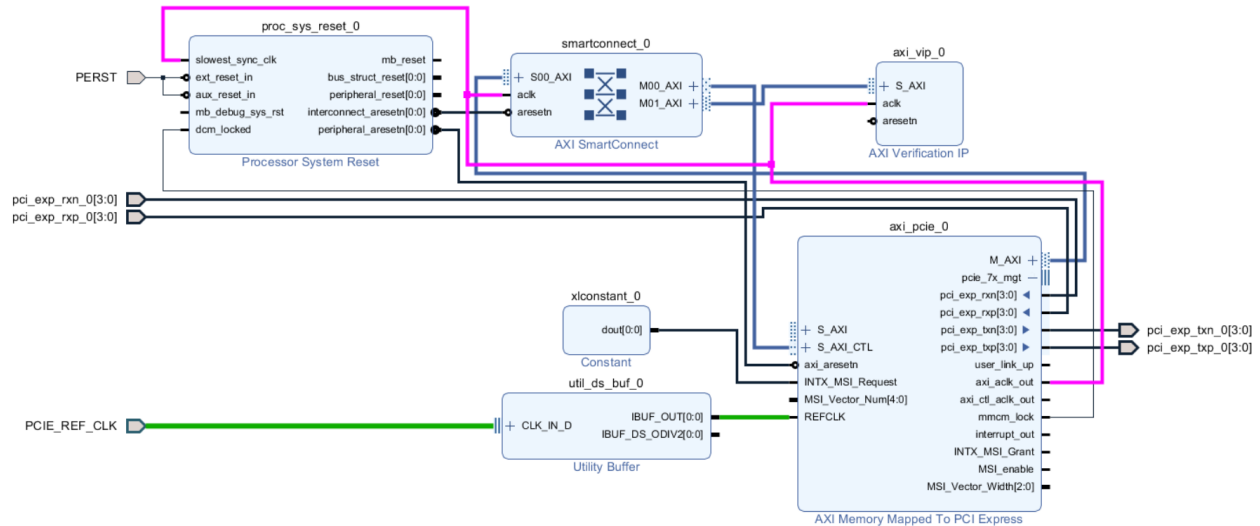 proc_sys_reset_0
slowest_sync_clk
ext_reset_in
aux_reset_in
mb_debug_sys_rst
dcm_locked
mb_reset
bus_struct_reset[0:0]
peripheral_reset[0:0]
interconnect_aresetn[0:0]
peripheral_aresetn[0:0]
Processor System Reset
PERST
smartconnect_0
S00_AXI
aclk
aresetn
M00_AXI
M01_AXI
AXI SmartConnect
axi_vip_0
S_AXI
aclk
aresetn
AXI Verification IP
pci_exp_rxn_0[3:0]
pci_exp_rxp_0[3:0]
xlconstant_0
dout[0:0]
Constant
util_ds_buf_0
CLK_IN_D
IBUF_OUT[0:0]
IBUF_DS_ODIV2[0:0]
Utility Buffer
PCIE_REF_CLK
axi_pcie_0
S_AXI
S_AXI_CTL
axi_aresetn
INTX_MSI_Request
MSI_Vector_Num[4:0]
REFCLK
M_AXI
pcie_7x_mgt
pci_exp_rxn[3:0]
pci_exp_rxp[3:0]
pci_exp_txn[3:0]
pci_exp_txp[3:0]
user_link_up
axi_aclk_out
axi_ctl_aclk_out
mmcm_lock
interrupt_out
INTX_MSI_Grant
MSI_enable
MSI_Vector_Width[2:0]
AXI Memory Mapped To PCI Express
pci_exp_txn_0[3:0]
pci_exp_txp_0[3:0]